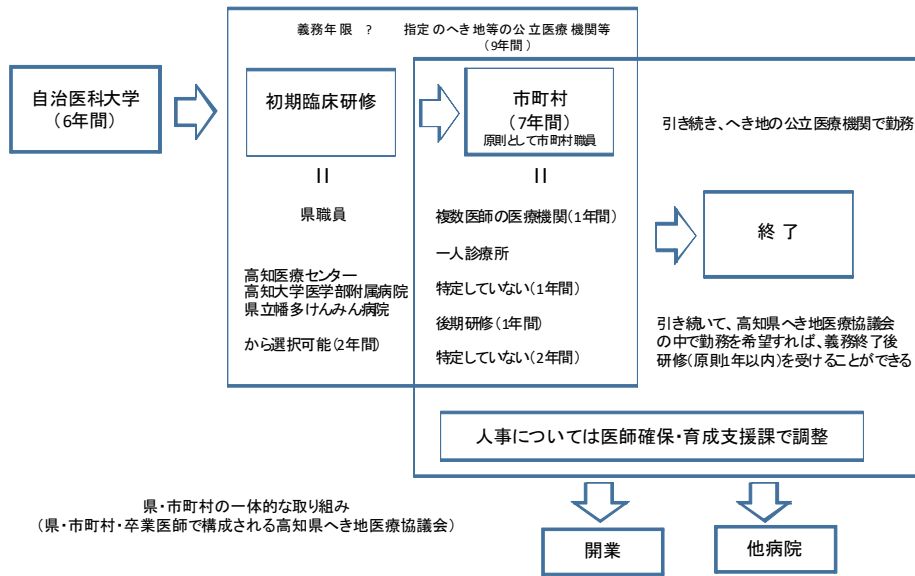 義務年限 ? 指定のへき地等の公立医療機関等
(9年間)
自治医科大学
(6年間)
初期臨床研修
市町村
(7年間)
原則として市町村職員
引き続き、へき地の公立医療機関で勤務
=
=
県職員
高知医療センター
高知大学医学部附属病院
県立幡多けんみん病院
から選択可能(2年間)
複数医師の医療機関(1年間)
一人診療所
特定していない(1年間)
後期研修(1年間)
特定していない(2年間)
終了
引き続いて、高知県へき地医療協議会
の中で勤務を希望すれば、義務終了後
研修(原則1年以内)を受けることができる
人事については医師確保・育成支援課で調整
県・市町村の一体的な取り組み
(県・市町村・卒業医師で構成される高知県へき地医療協議会)
開業
他病院